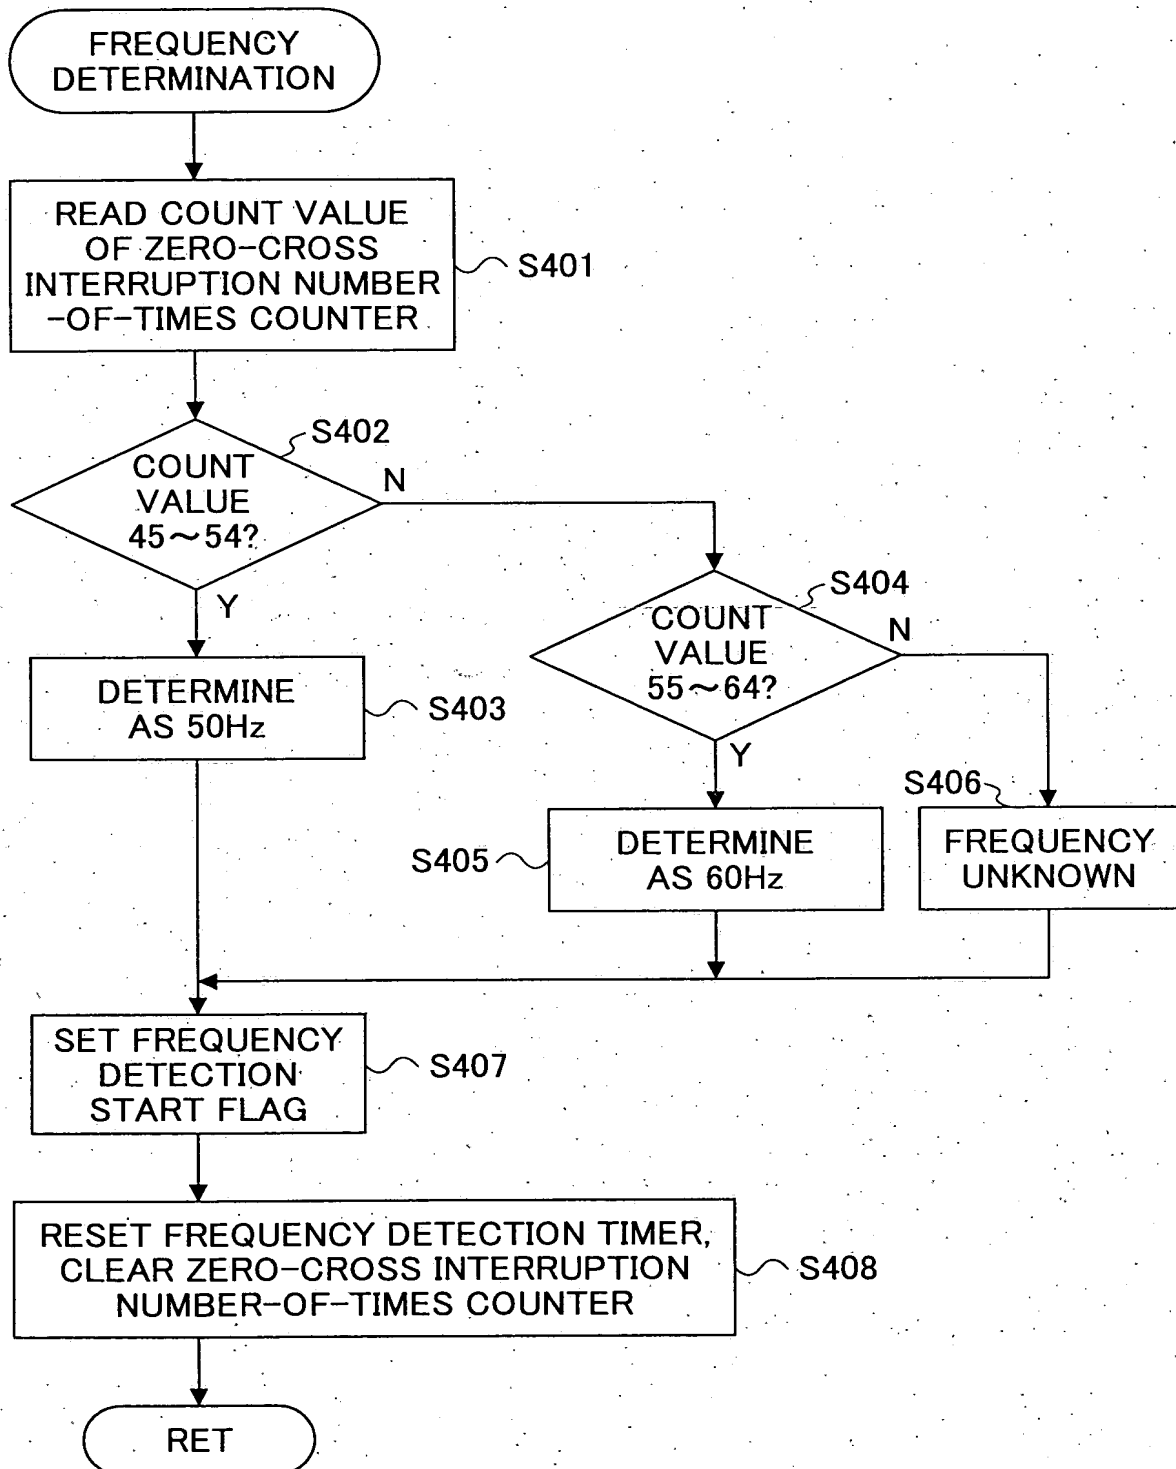 FREQUENCY
DETERMINATION
READ COUNT VALUE
OF ZERO-CROSS
INTERRUPTION NUMBER
-OF-TIMES COUNTER
S401
S402
COUNT
VALUE
45～54?
N
Y
S404
COUNT
VALUE
55～64?
N
Y
DETERMINE
AS 50Hz
S403
S406
S405
DETERMINE
AS 60Hz
FREQUENCY
UNKNOWN
SET FREQUENCY
DETECTION
START FLAG
S407
RESET FREQUENCY DETECTION TIMER,
CLEAR ZERO-CROSS INTERRUPTION
NUMBER-OF-TIMES COUNTER
S408
RET